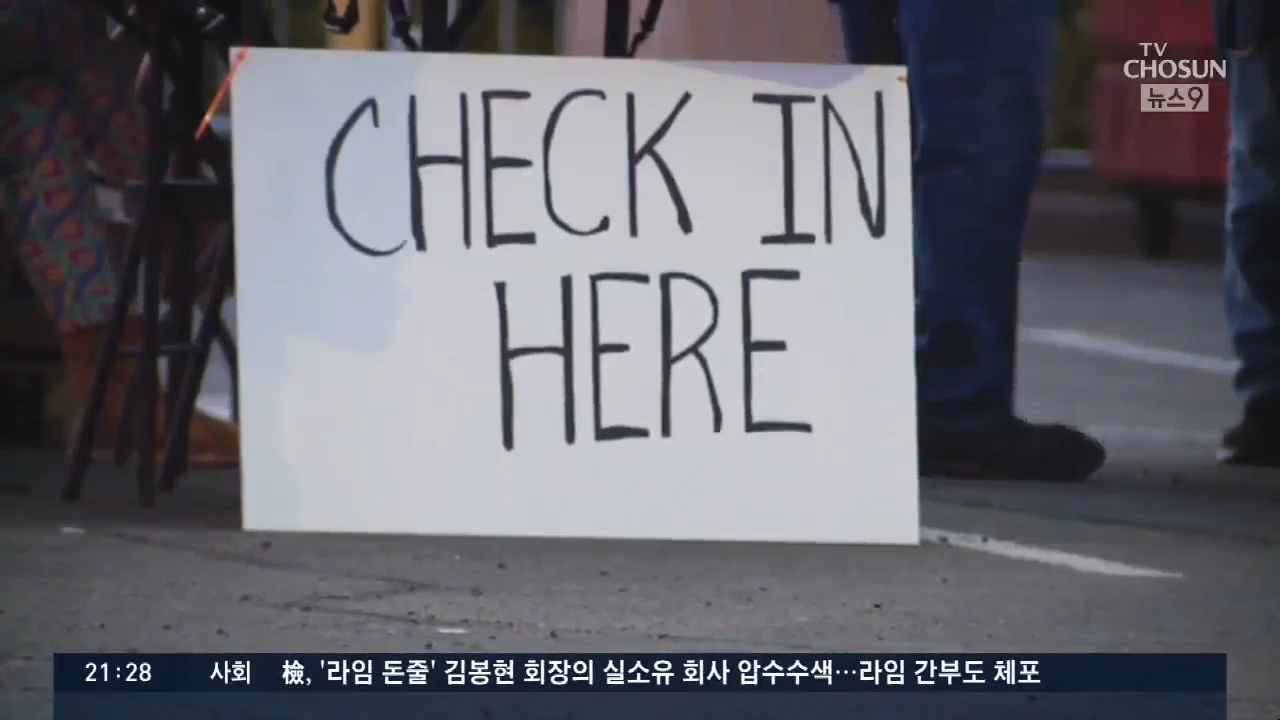 TV
CHOSUN
뉴스9
CHECK IN
HERE
21:28 사회 檢, '라임 돈줄' 김봉현 회장의 실소유 회사 압수수색…라임 간부도 체포